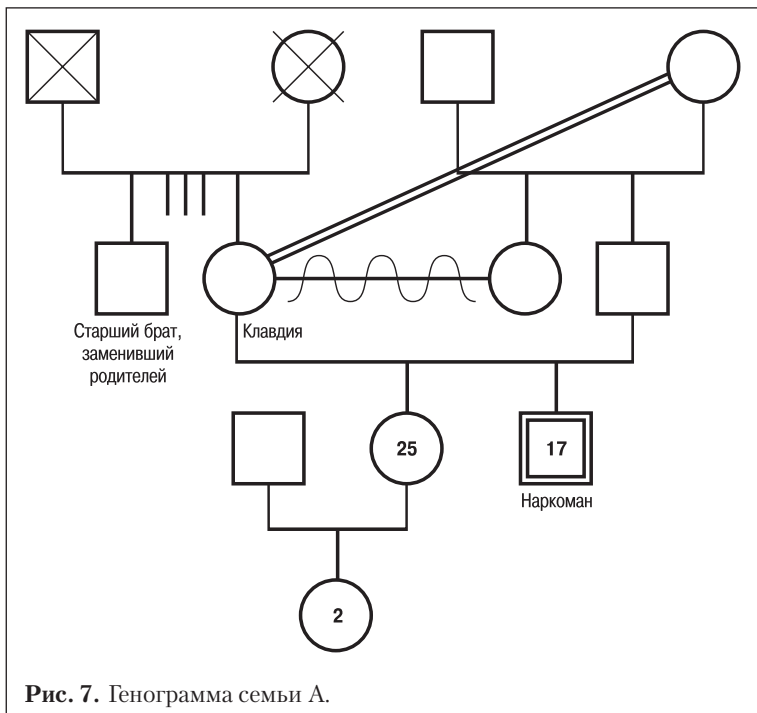 Старший брат,
заменивший
родителей
Клавдия
25
17
Наркоман
2
Рис. 7. Генограмма семьи А.